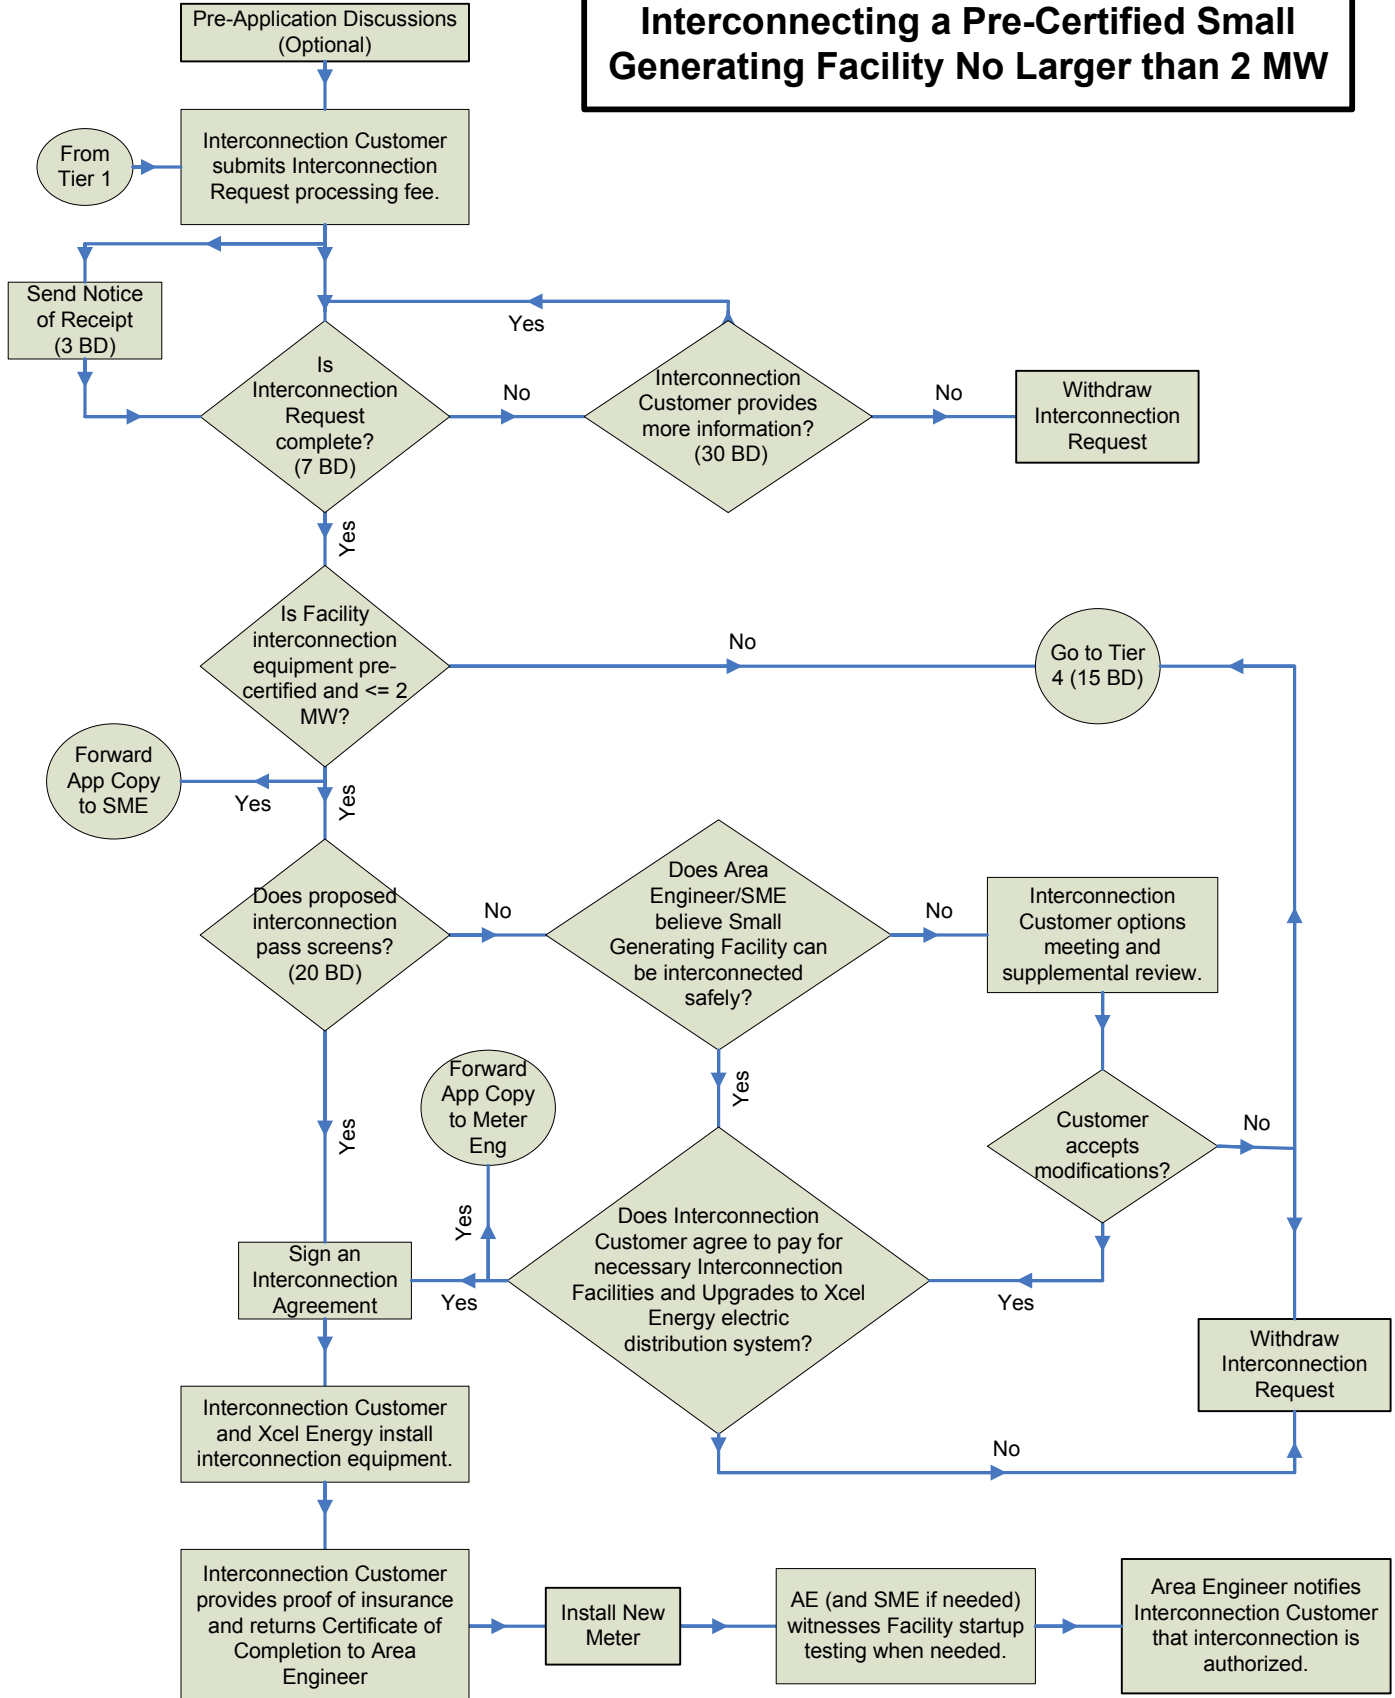 Interconnecting a Pre-Certified Small
Generating Facility No Larger than 2 MW
Pre-Application Discussions
(Optional)
From
Tier 1
Interconnection Customer
submits Interconnection
Request processing fee.
Send Notice
of Receipt
(3 BD)
Yes
Is
Interconnection
Request
complete?
(7 BD)
No
Interconnection
Customer provides
more information?
(30 BD)
No
Withdraw
Interconnection
Request
Yes
Is Facility
interconnection
equipment pre-
certified and <= 2
MW?
No
Go to Tier
4 (15 BD)
Forward
App Copy
to SME
Yes
Yes
Does proposed
interconnection
pass screens?
(20 BD)
No
Does Area
Engineer/SME
believe Small
Generating Facility can
be interconnected
safely?
No
Interconnection
Customer options
meeting and
supplemental review.
Yes
Forward
App Copy
to Meter
Eng
Yes
Customer
accepts
modifications?
No
Yes
Sign an
Interconnection
Agreement
Yes
Does Interconnection
Customer agree to pay for
necessary Interconnection
Facilities and Upgrades to Xcel
Energy electric
distribution system?
Yes
Withdraw
Interconnection
Request
Interconnection Customer
and Xcel Energy install
interconnection equipment.
No
Interconnection Customer
provides proof of insurance
and returns Certificate of
Completion to Area
Engineer
Install New
Meter
AE (and SME if needed)
witnesses Facility startup
testing when needed.
Area Engineer notifies
Interconnection Customer
that interconnection is
authorized.